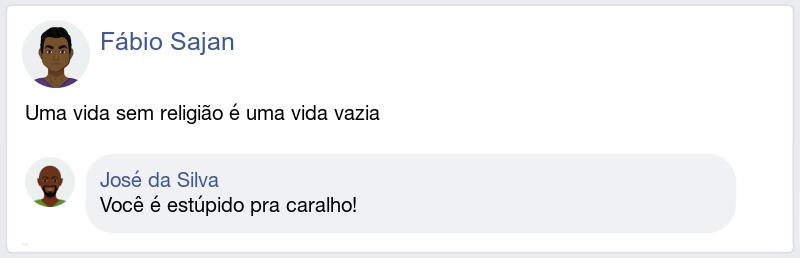 Fábio Sajan
Uma vida sem religião é uma vida vazia
José da Silva
Você é estúpido pra caralho!